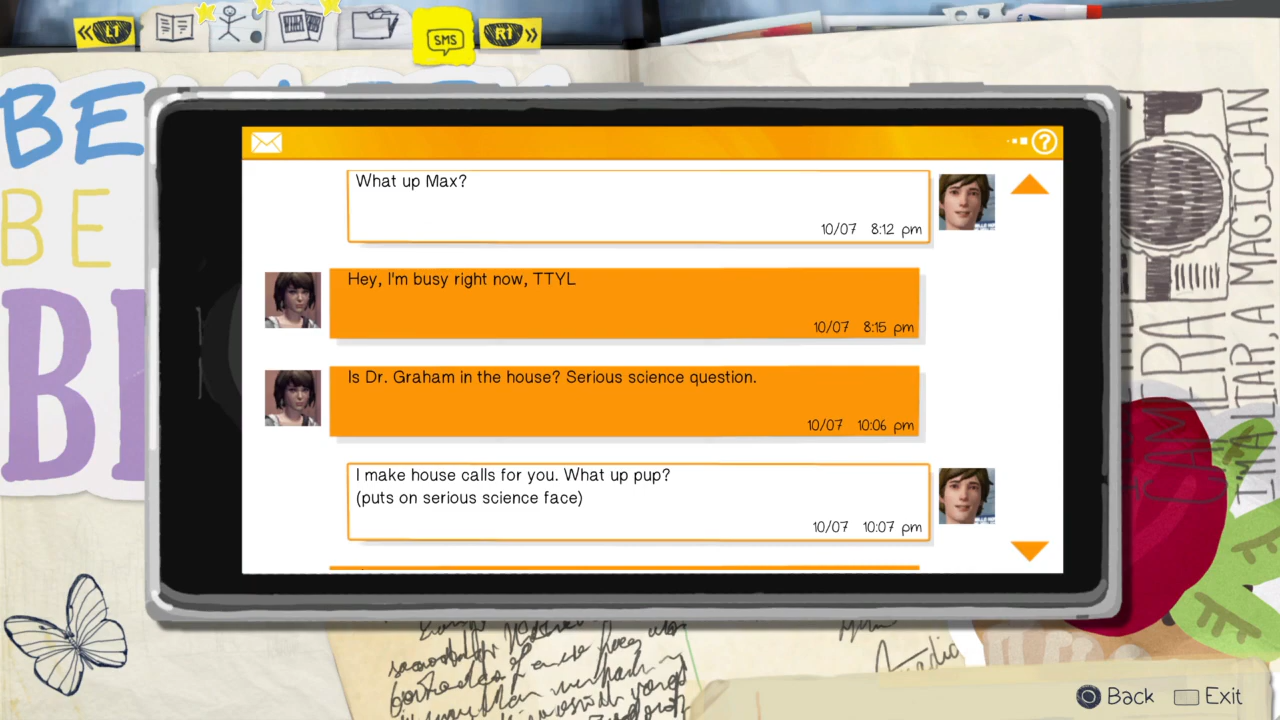 L1
SMS
R1
BE
BE
What up Max?
10/07 8:12 pm
Hey, I'm busy right now, TTYL
10/07 8:15 pm
Is Dr. Graham in the house? Serious science question.
10/07 10:06 pm
I make house calls for you. What up pup?
(puts on serious science face)
10/07 10:07 pm
CAMERA
IM A LIAR, A MAGICIAN
Back
Exit